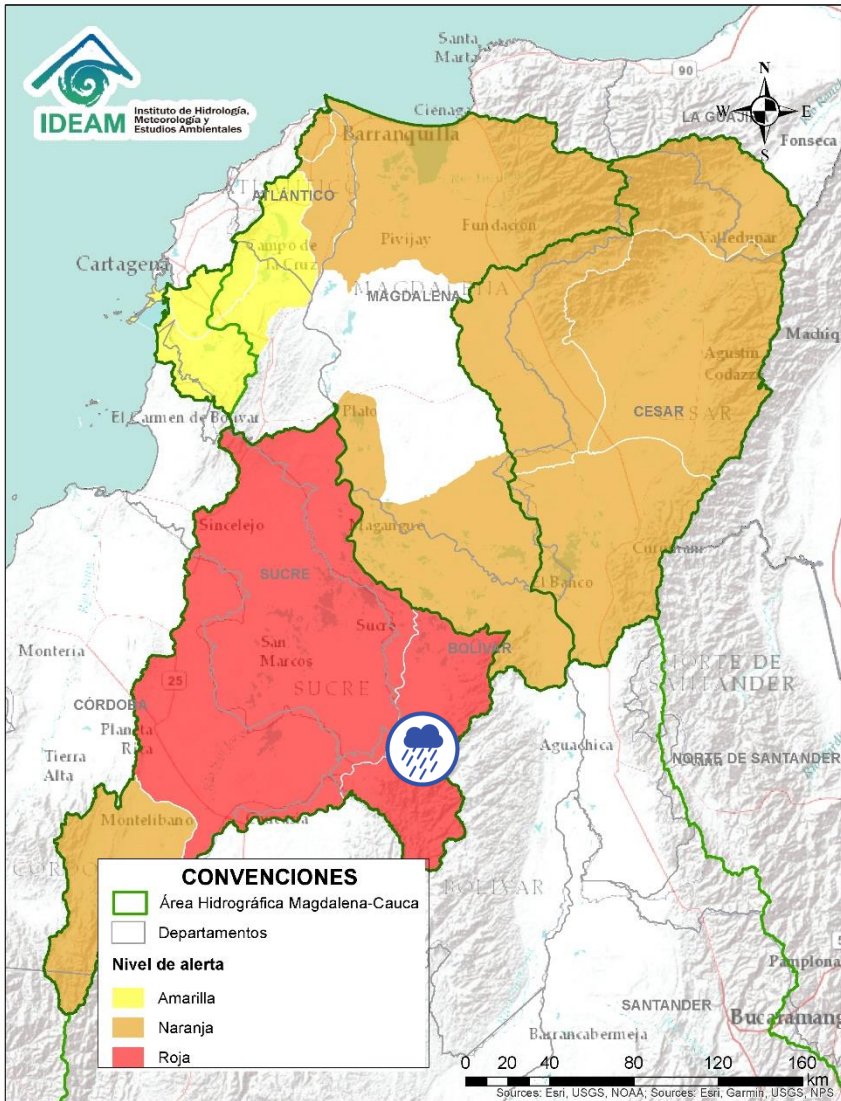 IDEAM
Instituto de Hidrología,
Meteorología y
Estudios Ambientales
Santa
Marta
90
N
W
E
S
LA GUAJI
Ciénaga
Barranquilla
Fonseca
ATLÁNTICO
Campo de
la Cruz
Pivijay
Fundación
Valledupar
Cartagena
MAGDALENA
Machiq
Agustín
Codazzi
CESAR
El Carmen de Bolívar
Plato
Magangué
Sincelejo
SUCRE
El Banco
Sucre
BOLÍVAR
Montería
San
Marcos
SUCRE
NORTE DE
SANTANDER
25
CÓRDOBA
Planeta
Rica
Tierra
Alta
Aguachica
NORTE DE SANTANDER
Montelíbano
BOLÍVAR
CONVENCIONES
Área Hidrográfica Magdalena-Cauca
Departamentos
Nivel de alerta
Amarilla
Naranja
Roja
Pamplona
SANTANDER
Bucaramang
Barrancabermeja
0 20 40 80 120 160
km
Sources: Esri, USGS, NOAA; Sources: Esri, Garmin, USGS, NPS